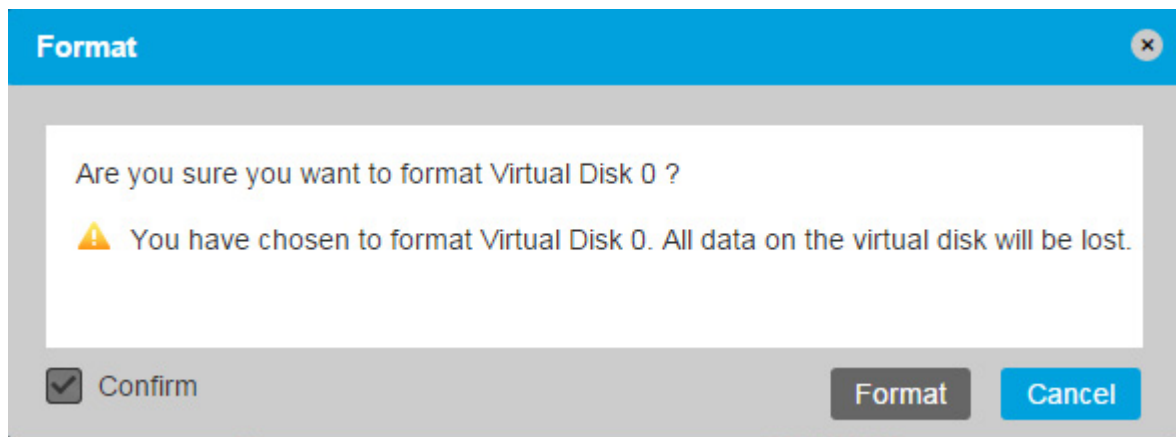 Format
Are you sure you want to format Virtual Disk 0 ?
You have chosen to format Virtual Disk 0. All data on the virtual disk will be lost.
Confirm
Format
Cancel